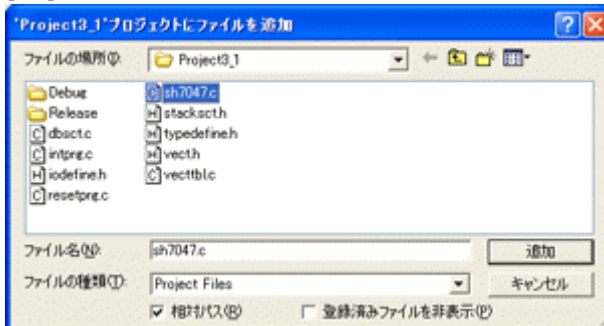 'Project3_1'プロジェクトにファイルを追加
ファイルの場所(I):
Project3_1
Debug
Release
dbsct.c
intprg.c
iodefine.h
resetprg.c
sh7047.c
stacksct.h
typedefine.h
vect.h
vecttbl.c
ファイル名(N):
sh7047.c
追加
ファイルの種類(T):
Project Files
キャンセル
相対パス(R)
登録済みファイルを非表示(P)